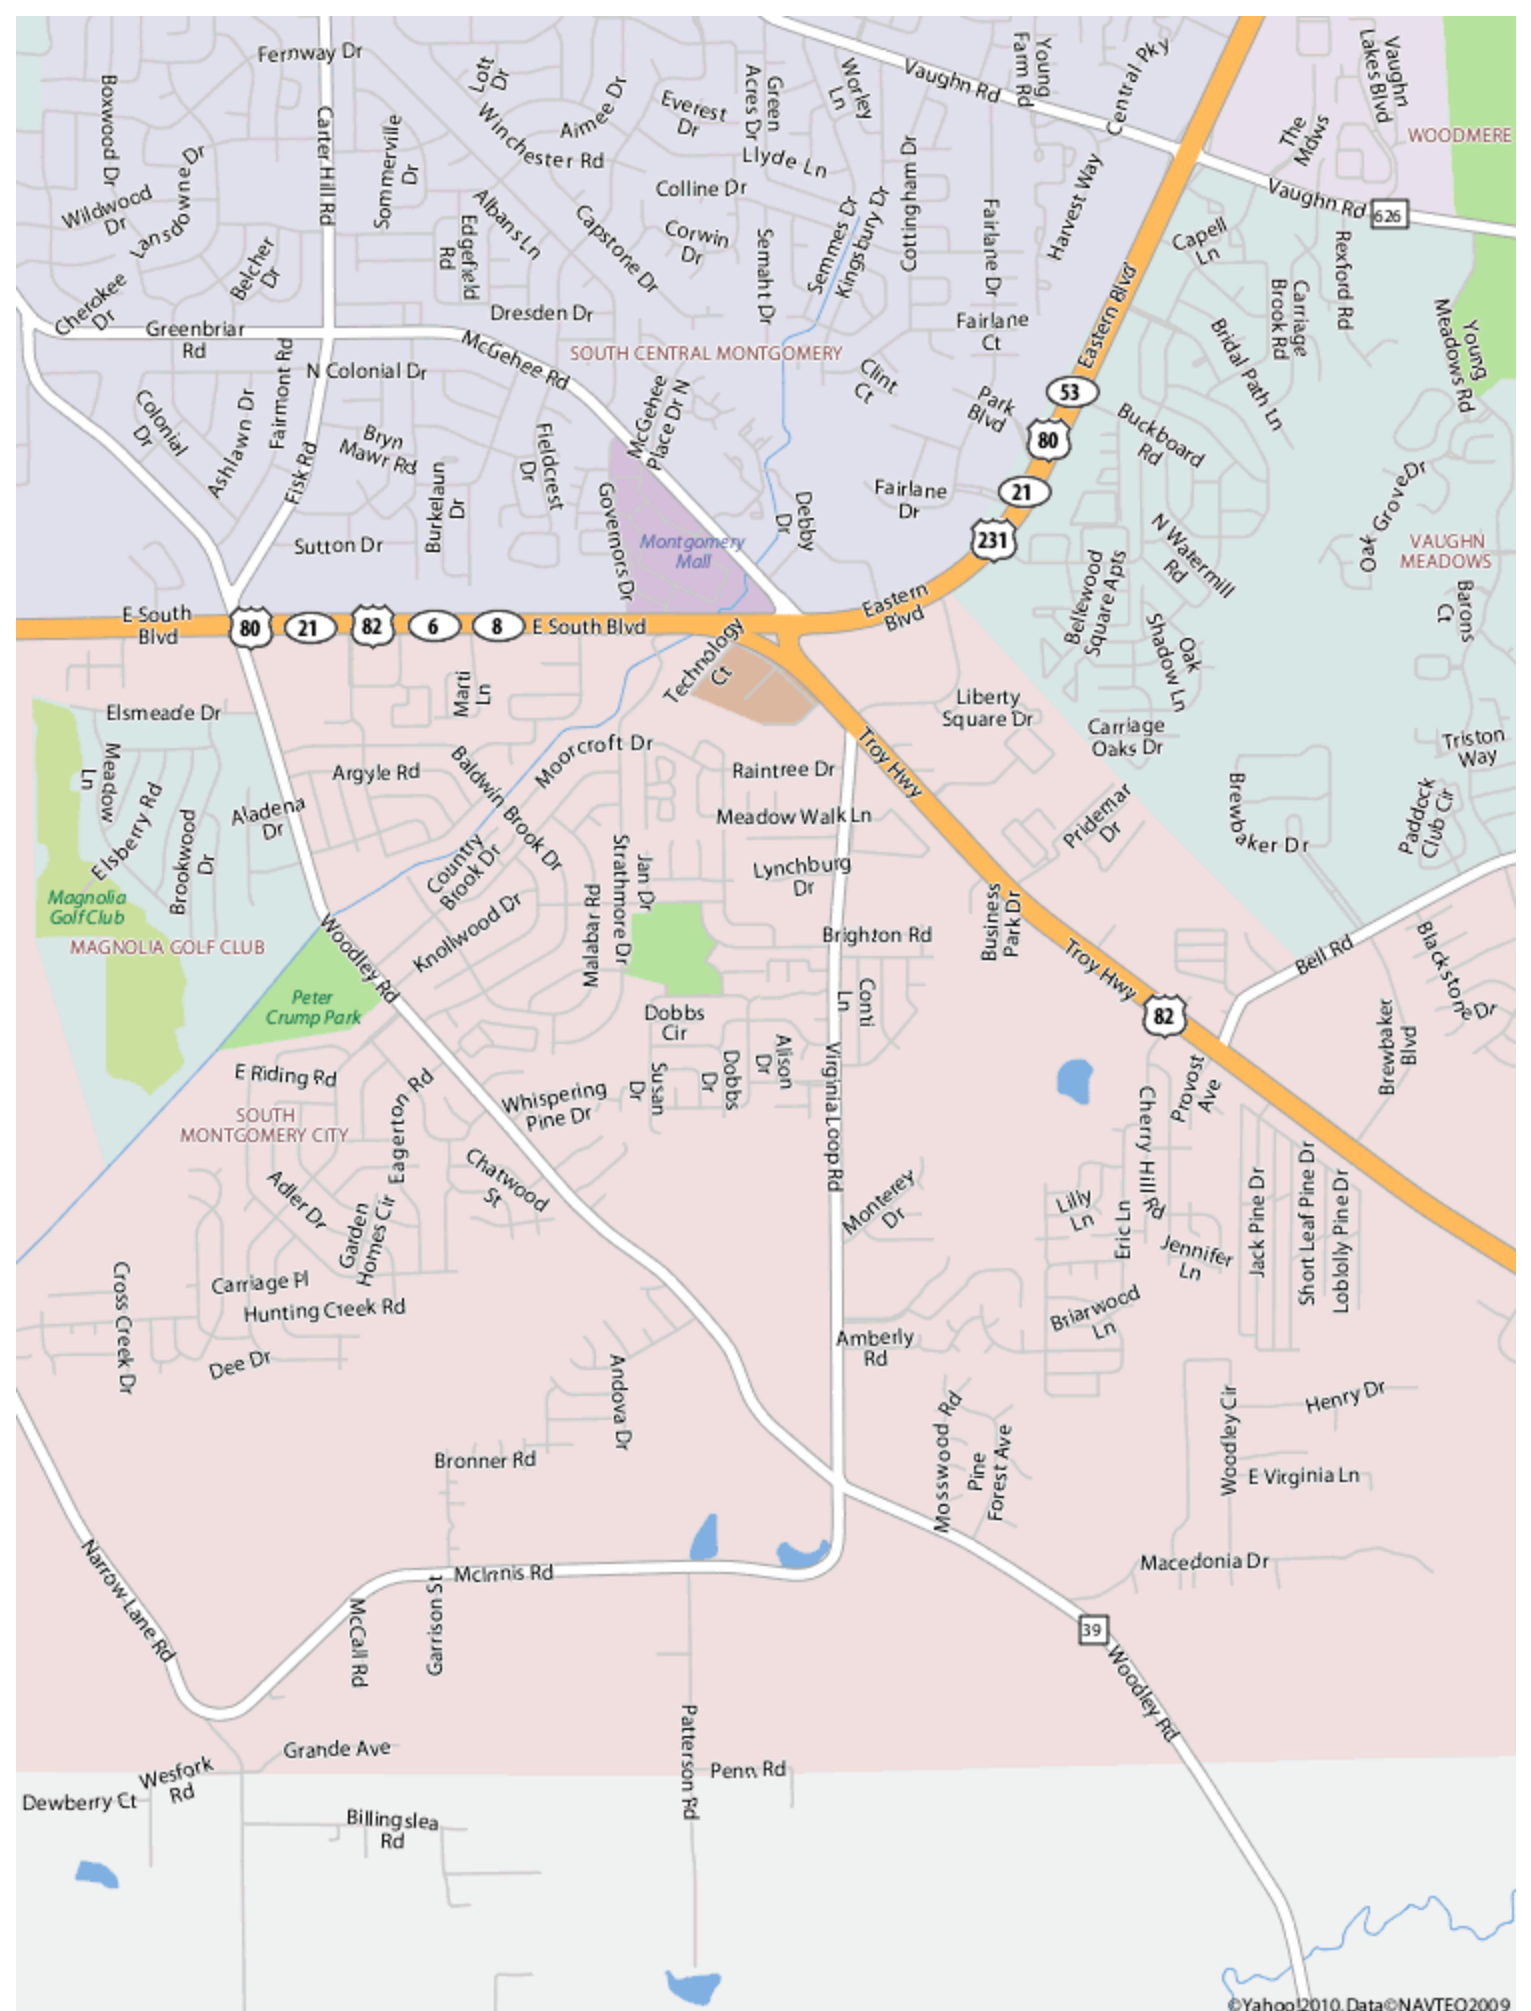 Fernway Dr
Lott
Dr
Winchester Rd
Aimee Dr
Everest
Dr
Green
Acres Dr
Worley
Ln
Vaughn Rd
Young
Farm Rd
Central Pky
Vaughn
Lakes Blvd
The
Mdws
WOODMERE
Boxwood Dr
Carter Hill Rd
Sommerville
Dr
Llyde Ln
Cottingham Dr
Harvest Way
Vaughn Rd
626
Wildwood
Dr
Lansdowne Dr
Colline Dr
Albans Ln
Edgefield
Rd
Capstone Dr
Corwin
Dr
Semaht Dr
Semmes Dr
Kingsbury Dr
Fairlane Dr
Capell
Ln
Rexford Rd
Carriage
Brook Rd
Belcher
Dr
Cherokee
Dr
Greenbriar
Rd
Dresden Dr
McGehee Rd
SOUTH CENTRAL MONTGOMERY
Fairlane
Ct
Eastern Blvd
Bridal Path Ln
Young
Meadows Rd
N Colonial Dr
Fairmont Rd
Ashlawn Dr
Colonial
Dr
Fisk Rd
Bryn
Mawr Rd
Burkelaun
Dr
Fieldcrest
Dr
McGehee
Place Dr N
Clint
Ct
Park
Blvd
53
80
21
231
Buckboard
Rd
Fairlane
Dr
Debby
Dr
Governors Dr
Montgomery
Mall
Sutton Dr
N Watermill
Rd
Oak Grove Dr
VAUGHN
MEADOWS
Bellewood
Square Apts
Barons
Ct
Oak
Shadow Ln
E South
Blvd
80
21
82
6
8
E South Blvd
Eastern
Blvd
Technology
Ct
Marti
Ln
Liberty
Square Dr
Carriage
Oaks Dr
Triston
Way
Elsmeade Dr
Meadow
Ln
Elsberry Rd
Brookwood
Dr
Aladena
Dr
Argyle Rd
Baldwin Brook Dr
Moorcroft Dr
Raintree Dr
Troy Hwy
Meadow Walk Ln
Pridemar
Dr
Brewbaker Dr
Paddock
Club Cir
Lynchburg
Dr
Country
Brook Dr
Knollwood Dr
Strathmore Dr
Jan Dr
Malabar Rd
Magnolia
Golf Club
MAGNOLIA GOLF CLUB
Woodley Rd
Peter
Crump Park
Brighton Rd
Business
Park Dr
Troy Hwy
82
Bell Rd
Blackstone Dr
Conti
Ln
Dobbs
Cir
Alison
Dr
Dobbs
Dr
Susan
Dr
Virginia Loop Rd
Provost
Ave
Brewbaker
Blvd
E Riding Rd
Eagerton Rd
Whispering
Pine Dr
SOUTH
MONTGOMERY CITY
Chatwood
St
Cherry Hill Rd
Adler Dr
Garden
Homes Cir
Monterey
Dr
Lilly
Ln
Eric Ln
Jennifer
Ln
Jack Pine Dr
Short Leaf Pine Dr
Loblolly Pine Dr
Carriage Pl
Hunting Creek Rd
Cross Creek Dr
Dee Dr
Briarwood
Ln
Amberly
Rd
Andova Dr
Mosswood Rd
Pine
Forest Ave
Woodley Cir
Henry Dr
Bronner Rd
E Virginia Ln
Macedonia Dr
Narrow Lane Rd
McInnis Rd
McCall Rd
Garrison St
39
Woodley Rd
Patterson Rd
Grande Ave
Wesfork
Rd
Penn Rd
Dewberry Ct
Billingslea
Rd
©Yahoo!2010,Data©NAVTEQ2009